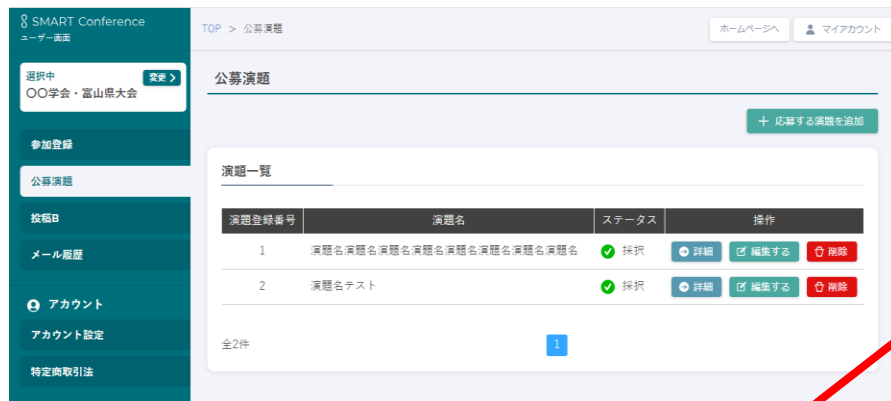 SMART Conference
ユーザー画面
TOP > 公募演題
ホームページへ
マイアカウント
選択中
変更 >
〇〇学会・富山県大会
公募演題
+ 応募する演題を追加
参加登録
公募演題
投稿B
メール履歴
アカウント
アカウント設定
特定商取引法
演題一覧
演題登録番号 演題名 ステータス 操作
1 演題名演題名演題名演題名演題名演題名演題名演題名 採択 詳細 編集する 削除
2 演題名テスト 採択 詳細 編集する 削除
全2件
1